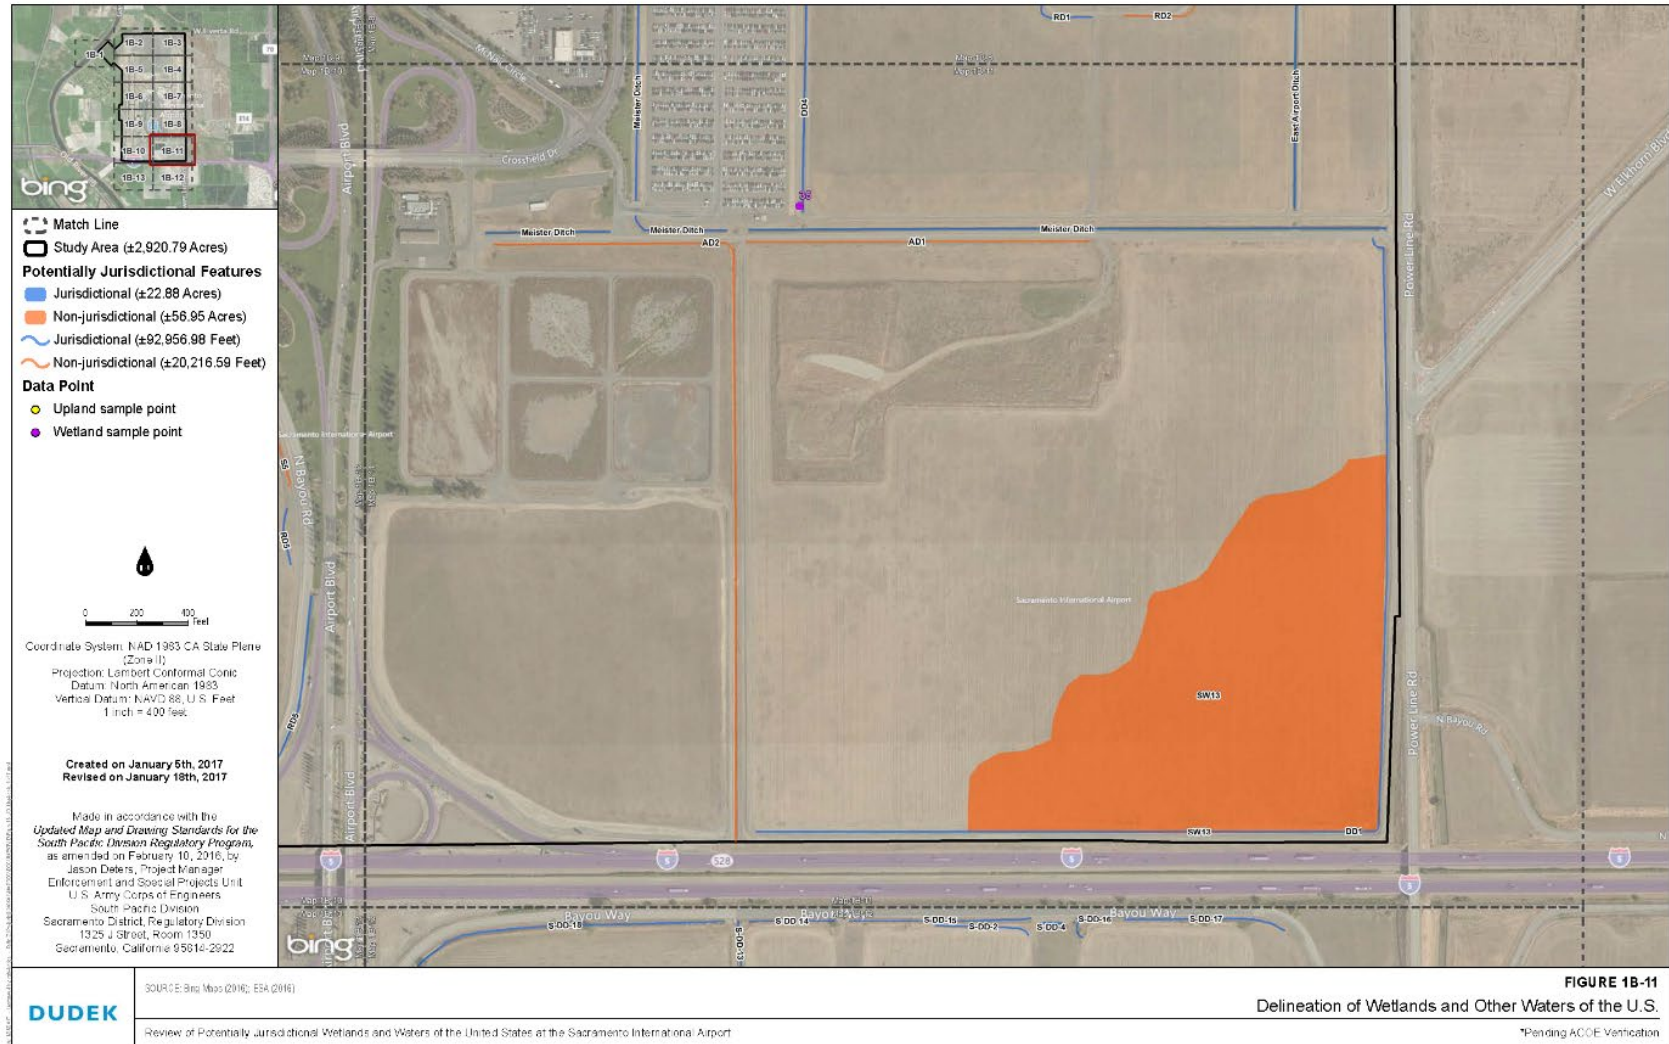 1B-1
1B-2
1B-3
1B-5
1B-4
1B-6
1B-7
1B-9
1B-8
1B-10
1B-11
1B-13
1B-12
bing
Match Line
Study Area (±2,920.79 Acres)
Potentially Jurisdictional Features
Jurisdictional (±22.88 Acres)
Non-jurisdictional (±56.95 Acres)
Jurisdictional (±92,956.98 Feet)
Non-jurisdictional (±20,216.59 Feet)
Data Point
Upland sample point
Wetland sample point
0 200 400
Feet
Coordinate System: NAD 1983 CA State Plane
(Zone II)
Projection: Lambert Conformal Conic
Datum: North American 1983
Vertical Datum: NAVD 88, U.S. Feet
1 inch = 400 feet
Created on January 5th, 2017
Revised on January 18th, 2017
Made in accordance with the
Updated Map and Drawing Standards for the
South Pacific Division Regulatory Program,
as amended on February 10, 2016, by
Jason Deters, Project Manager
Enforcement and Special Projects Unit
U.S. Army Corps of Engineers
South Pacific Division
Sacramento District, Regulatory Division
1325 J Street, Room 1350
Sacramento, California 95814-2922
RD1
RD2
McNair Circle
Airport Blvd
Meister Ditch
DD4
East Airport Ditch
Crossfield Dr
W Elkhorn Blvd
Meister Ditch
Meister Ditch
Meister Ditch
AD2
AD1
Power Line Rd
Sacramento International Airport
S5
N Bayou Rd
RD5
Airport Blvd
Sacramento International Airport
SW13
RD5
Power Line Rd
N Bayou Rd
Airport Blvd
SW13
DD1
5
5
528
5
5
5
Bayou Way
Bayou Way
S-DD-18
S-DD-13
S-DD 14
S-DD-15
S-DD-2
S-DD-4
S-DD-16
S-DD-17
bing
DUDEK
SOURCE: Bing Maps (2016); ESA (2016)
Review of Potentially Jurisdictional Wetlands and Waters of the United States at the Sacramento International Airport
FIGURE 1B-11
Delineation of Wetlands and Other Waters of the U.S.
*Pending ACOE Verification